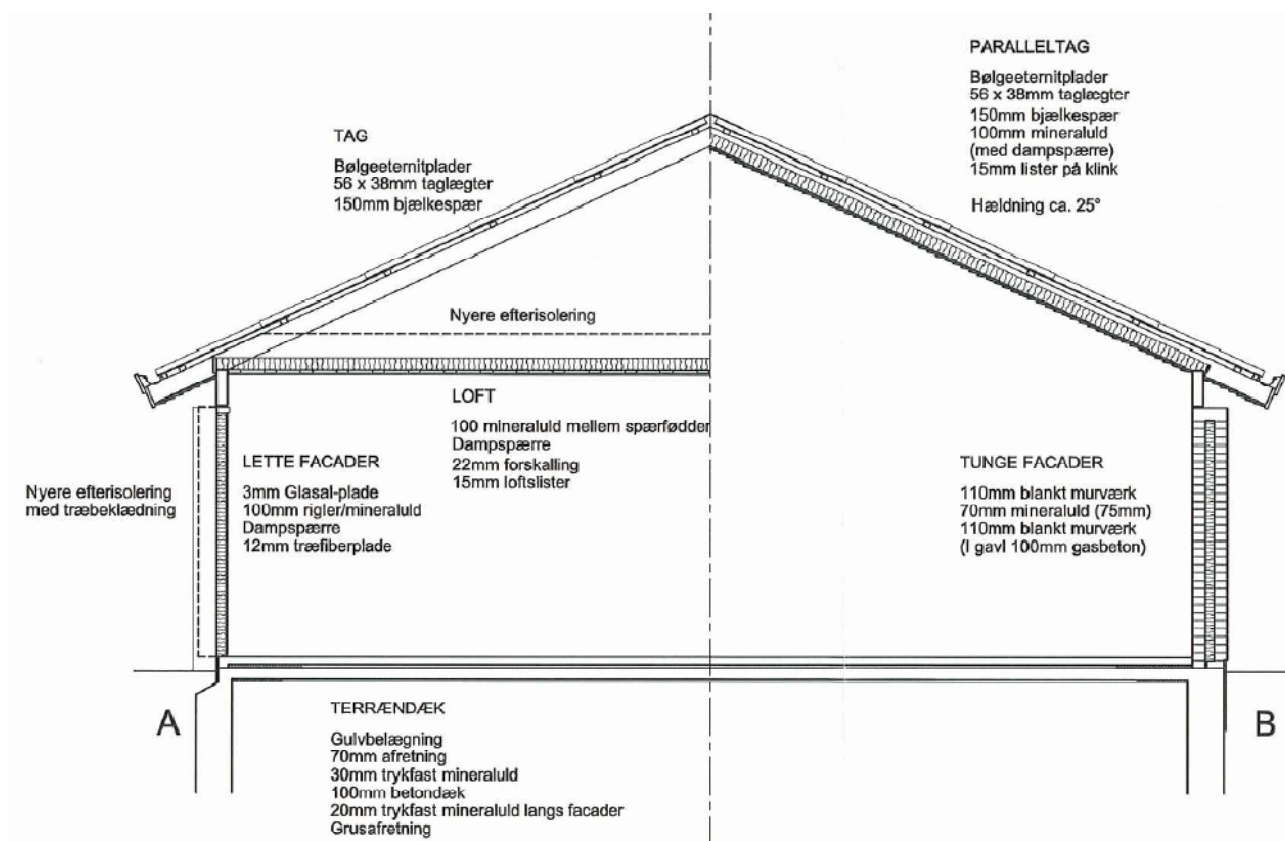 PARALLELTAG
Bølgeeternitplader
56 x 38mm taglægter
150mm bjælkespær
100mm mineraluld
(med dampspærre)
15mm lister på klink
Hældning ca. 25°
TAG
Bølgeeternitplader
56 x 38mm taglægter
150mm bjælkespær
Nyere efterisolering
LOFT
100 mineraluld mellem spærfødder
Dampspærre
22mm forskalling
15mm loftslister
LETTE FACADER
3mm Glasal-plade
100mm rigler/mineraluld
Dampspærre
12mm træfiberplade
Nyere efterisolering
med træbeklædning
TUNGE FACADER
110mm blankt murværk
70mm mineraluld (75mm)
110mm blankt murværk
(I gavl 100mm gasbeton)
A
B
TERRÆNDÆK
Gulvbelægning
70mm afretning
30mm trykfast mineraluld
100mm betondæk
20mm trykfast mineraluld langs facader
Grusafretning